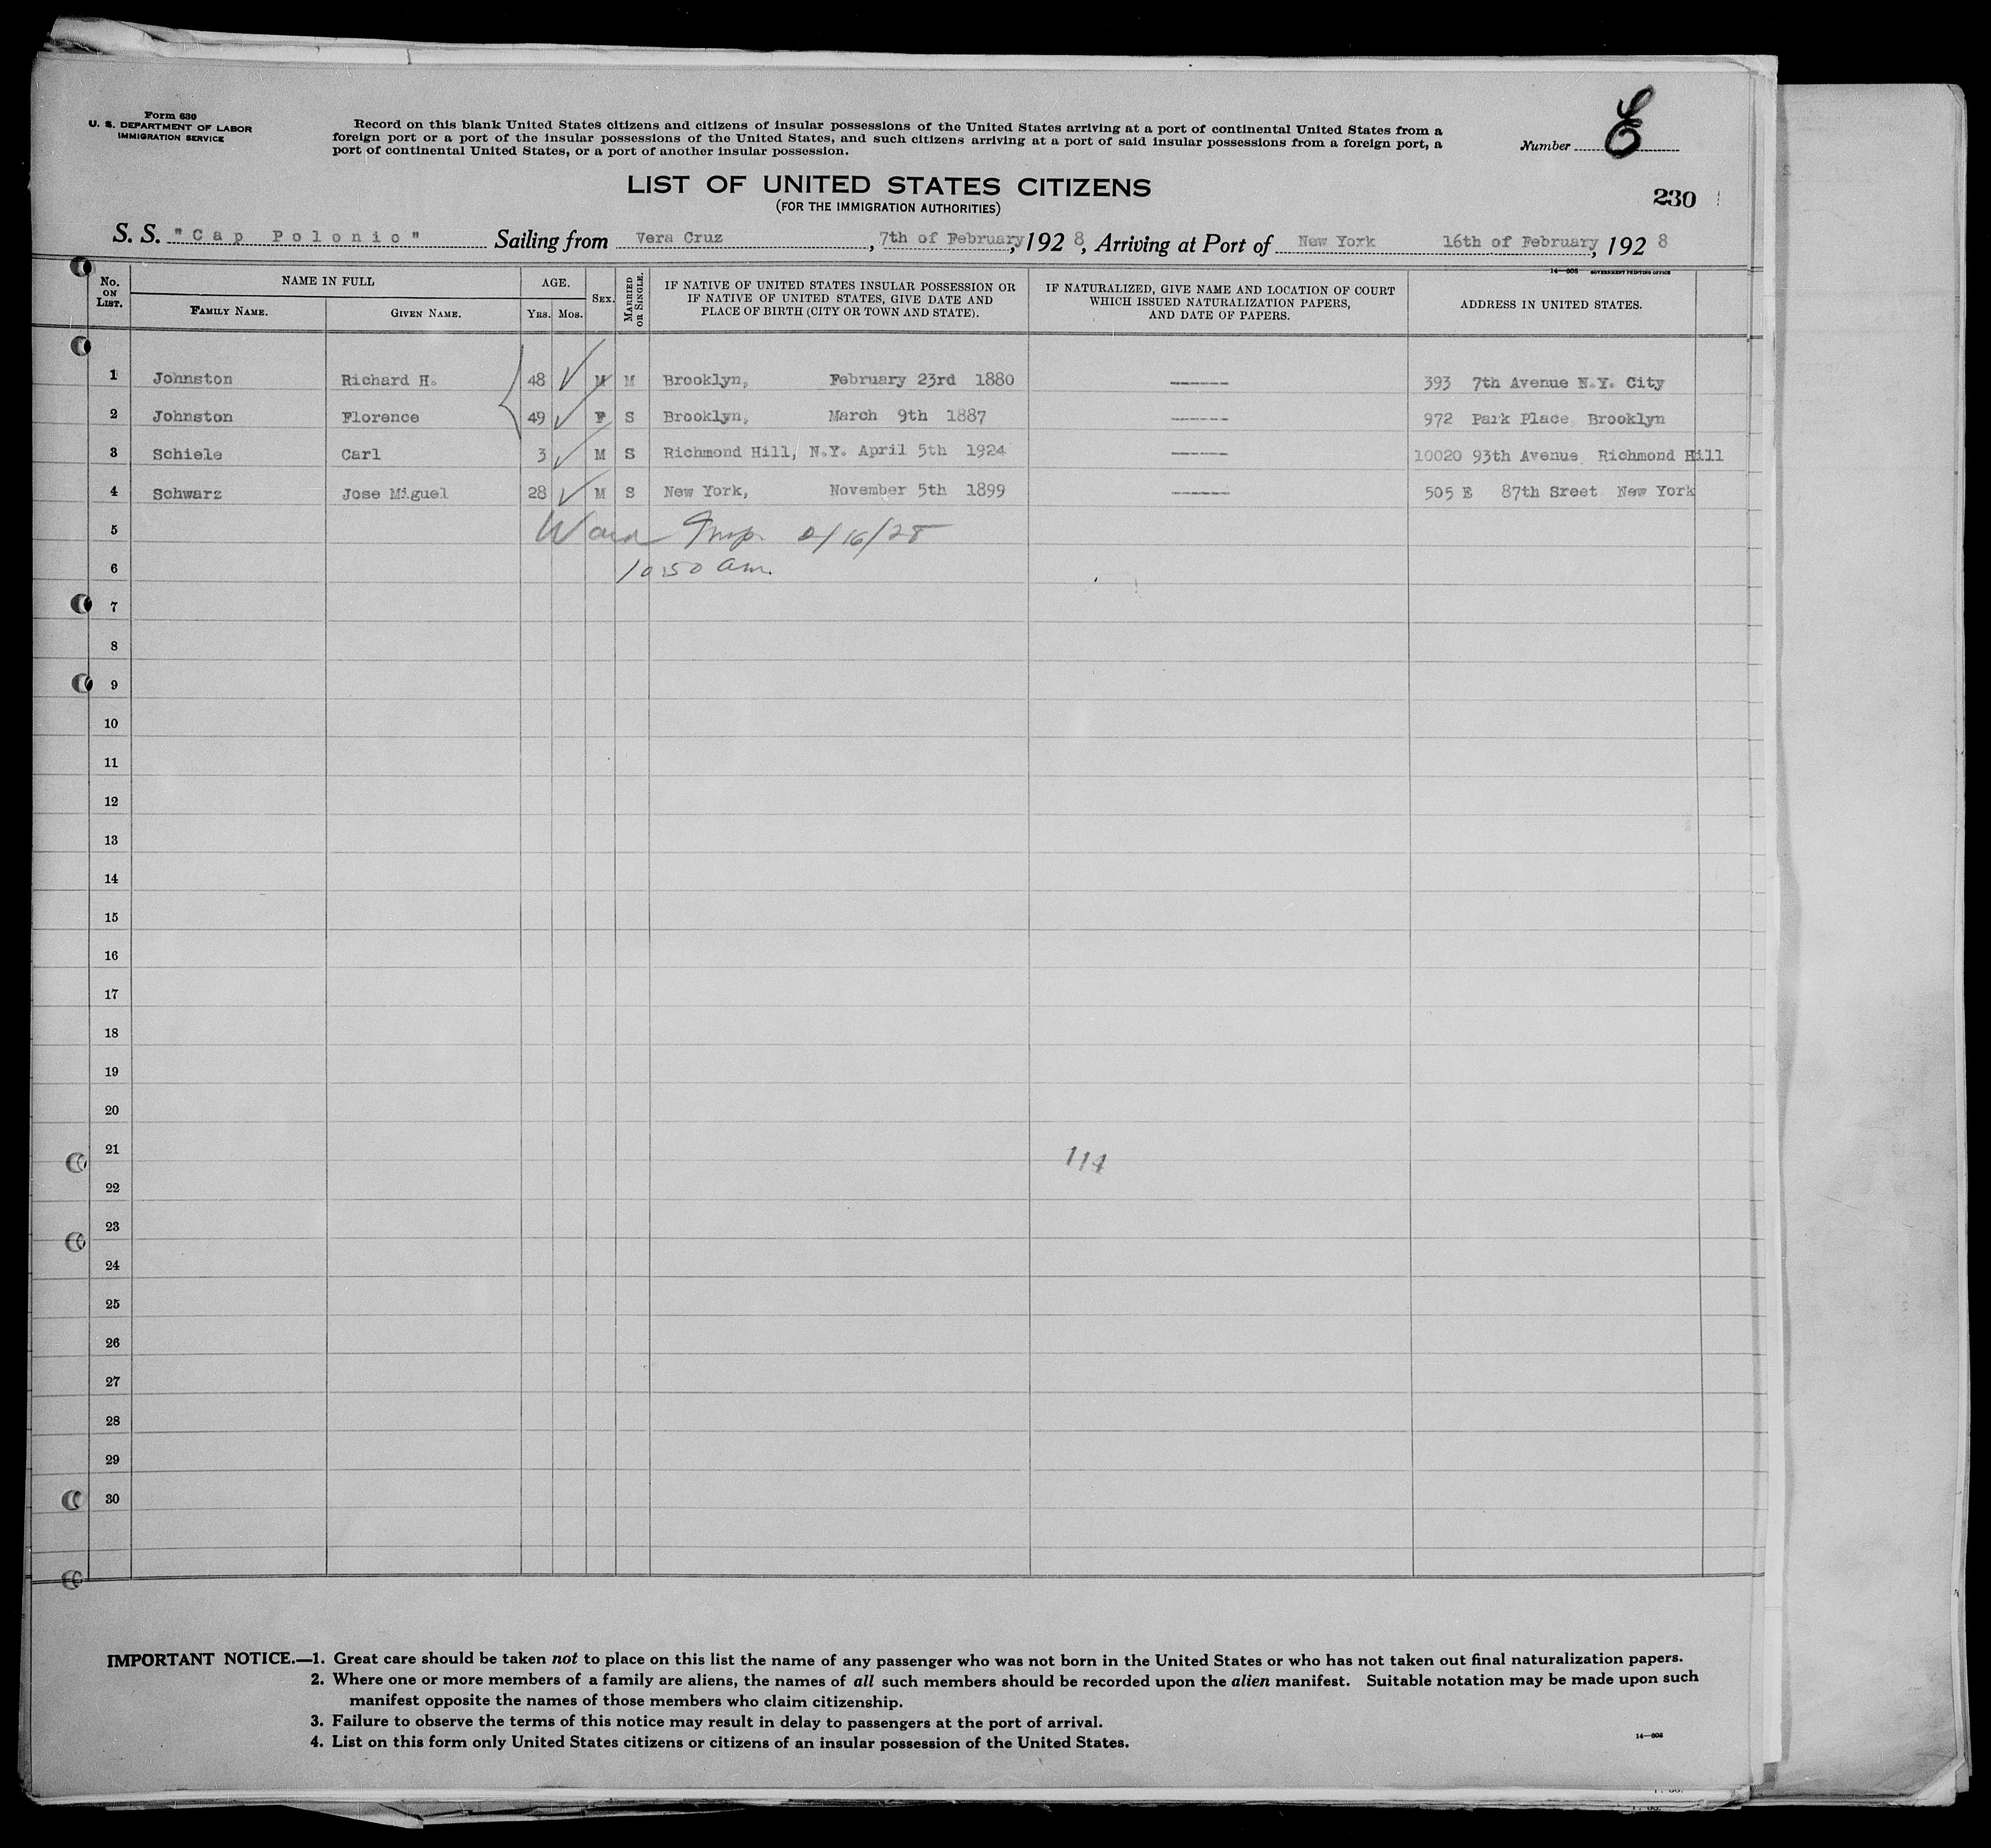 Form 630
U. S. DEPARTMENT OF LABOR
IMMIGRATION SERVICE
Record on this blank United States citizens and citizens of insular possessions of the United States arriving at a port of continental United States from a
foreign port or a port of the insular possessions of the United States, and such citizens arriving at a port of said insular possessions from a foreign port, a
port of continental United States, or a port of another insular possession.
Number E
LIST OF UNITED STATES CITIZENS
(FOR THE IMMIGRATION AUTHORITIES)
230
S. S. "Cap Polonio" Sailing from Vera Cruz, 7th of February, 1928, Arriving at Port of New York 16th of February, 1928
14—608 GOVERNMENT PRINTING OFFICE
No. ON LIST. NAME IN FULL FAMILY NAME. GIVEN NAME. AGE. YRS. MOS. SEX. MARRIED OR SINGLE. IF NATIVE OF UNITED STATES INSULAR POSSESSION OR IF NATIVE OF UNITED STATES, GIVE DATE AND PLACE OF BIRTH (CITY OR TOWN AND STATE). IF NATURALIZED, GIVE NAME AND LOCATION OF COURT WHICH ISSUED NATURALIZATION PAPERS, AND DATE OF PAPERS. ADDRESS IN UNITED STATES.
1 Johnston Richard H. 48 M M Brooklyn, February 23rd 1880 ------ 393 7th Avenue N.Y. City
2 Johnston Florence 49 F S Brooklyn, March 9th 1887 ------ 972 Park Place Brooklyn
3 Schiele Carl 3 M S Richmond Hill, N.Y. April 5th 1924 ------ 10020 93th Avenue Richmond Hill
4 Schwarz Jose Miguel 28 M S New York, November 5th 1899 ------ 505 E 87th Sreet New York
5 Insp. 2/16/28
6 10:50 am.
7
8
9
10
11
12
13
14
15
16
17
18
19
20
21 114
22
23
24
25
26
27
28
29
30
IMPORTANT NOTICE.—1. Great care should be taken not to place on this list the name of any passenger who was not born in the United States or who has not taken out final naturalization papers.
2. Where one or more members of a family are aliens, the names of all such members should be recorded upon the alien manifest. Suitable notation may be made upon such
manifest opposite the names of those members who claim citizenship.
3. Failure to observe the terms of this notice may result in delay to passengers at the port of arrival.
4. List on this form only United States citizens or citizens of an insular possession of the United States.
14—608